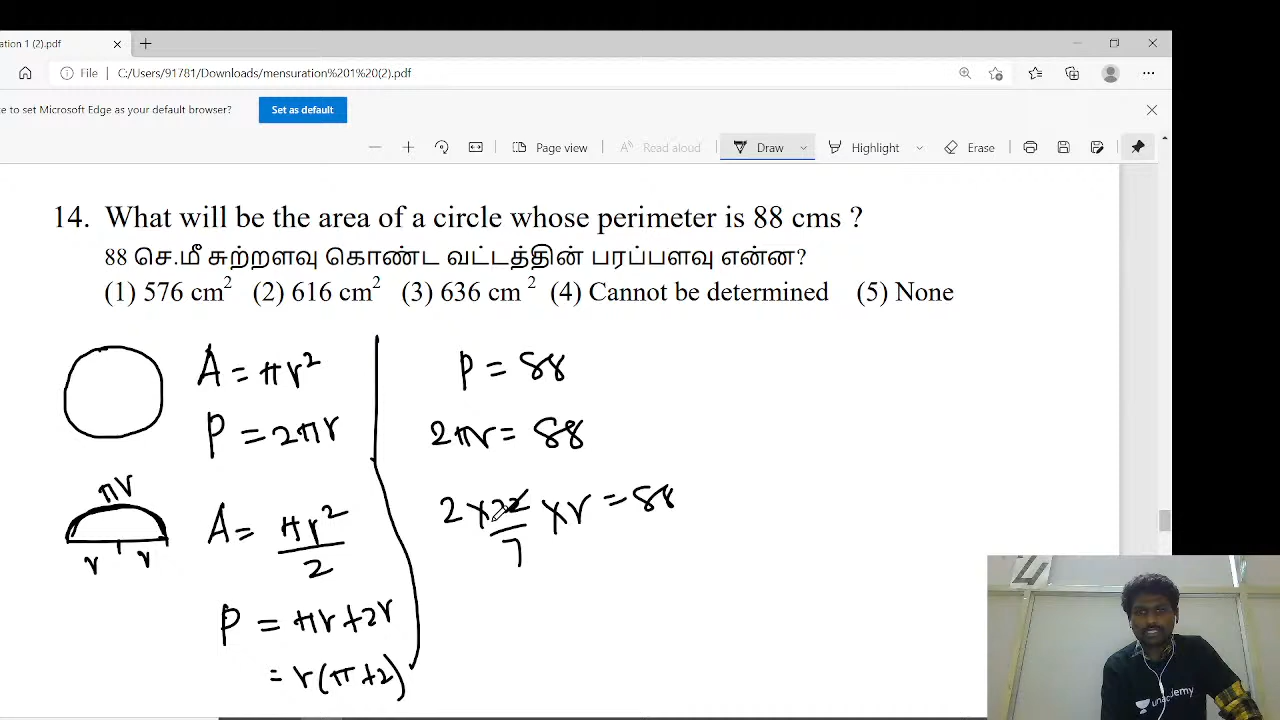 ation 1 (2).pdf
File C:/Users/91781/Downloads/mensuration%201%20(2).pdf
e to set Microsoft Edge as your default browser? Set as default
Page view Read aloud Draw Highlight Erase
14. What will be the area of a circle whose perimeter is 88 cms ?
88 செ.மீ சுற்றளவு கொண்ட வட்டத்தின் பரப்பளவு என்ன?
(1) 576 cm² (2) 616 cm² (3) 636 cm ² (4) Cannot be determined (5) None
A = πr²
P = 2πr
πr
r r
A = πr²/2
P = πr+2r
= r(π+2)
P = 88
2πr = 88
2 x 22/7 x r = 88
unacademy